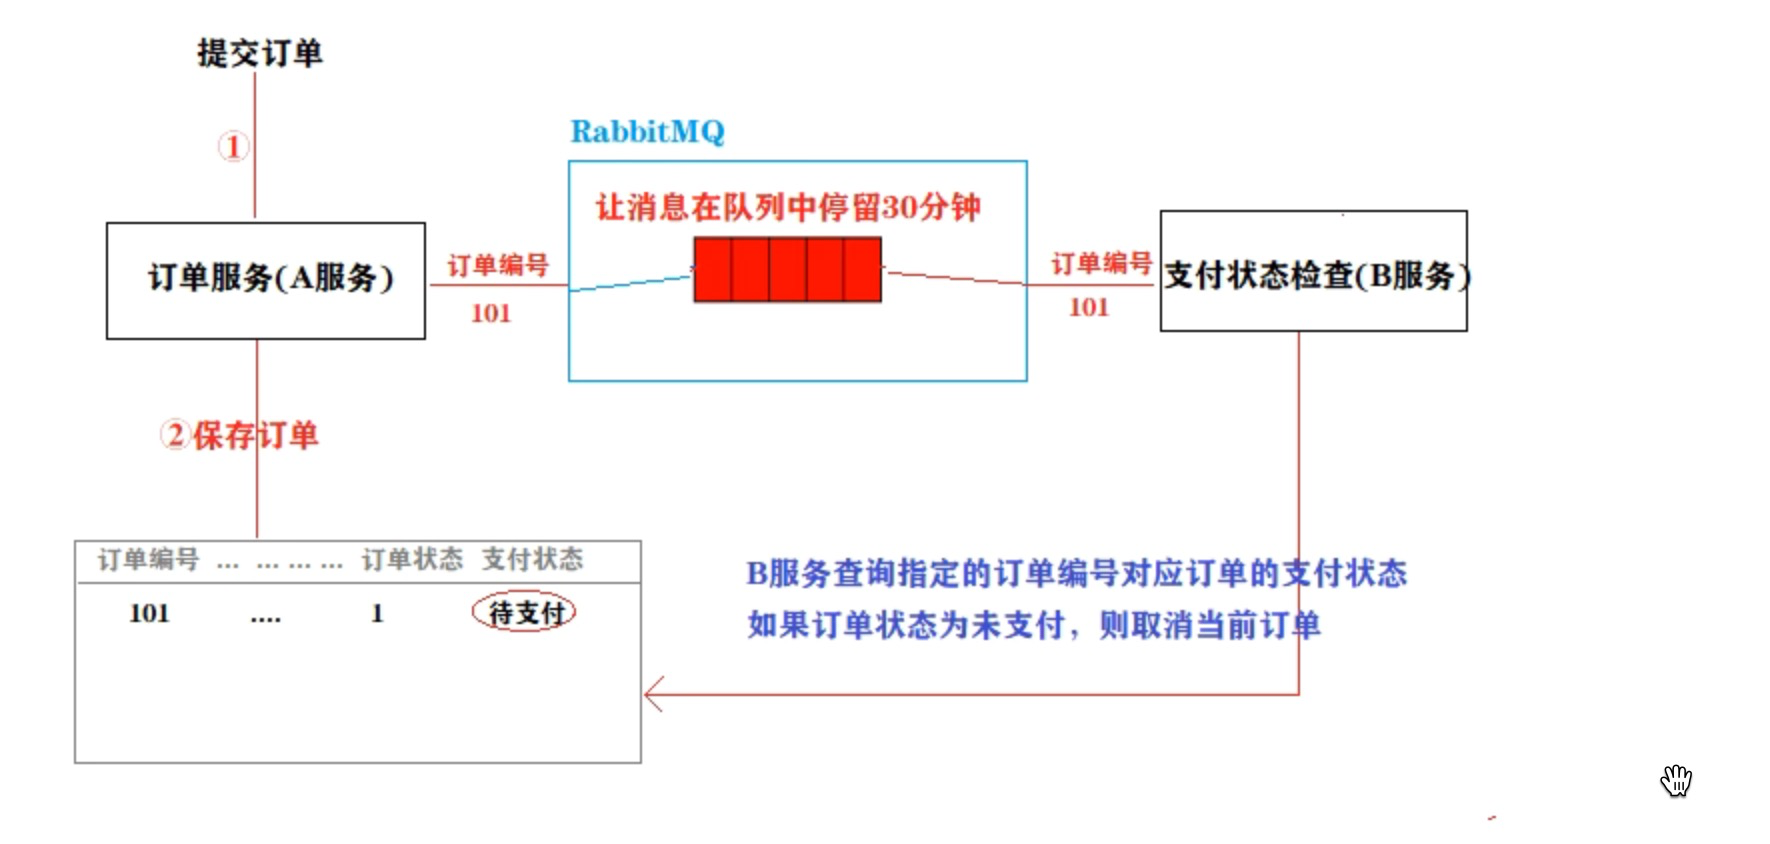 提交订单
①
RabbitMQ
让消息在队列中停留30分钟
订单服务(A服务)
订单编号
101
订单编号
101
支付状态检查(B服务)
②保存订单
订单编号 ... ... ... ... 订单状态 支付状态
101 .... 1 待支付
B服务查询指定的订单编号对应订单的支付状态
如果订单状态为未支付，则取消当前订单